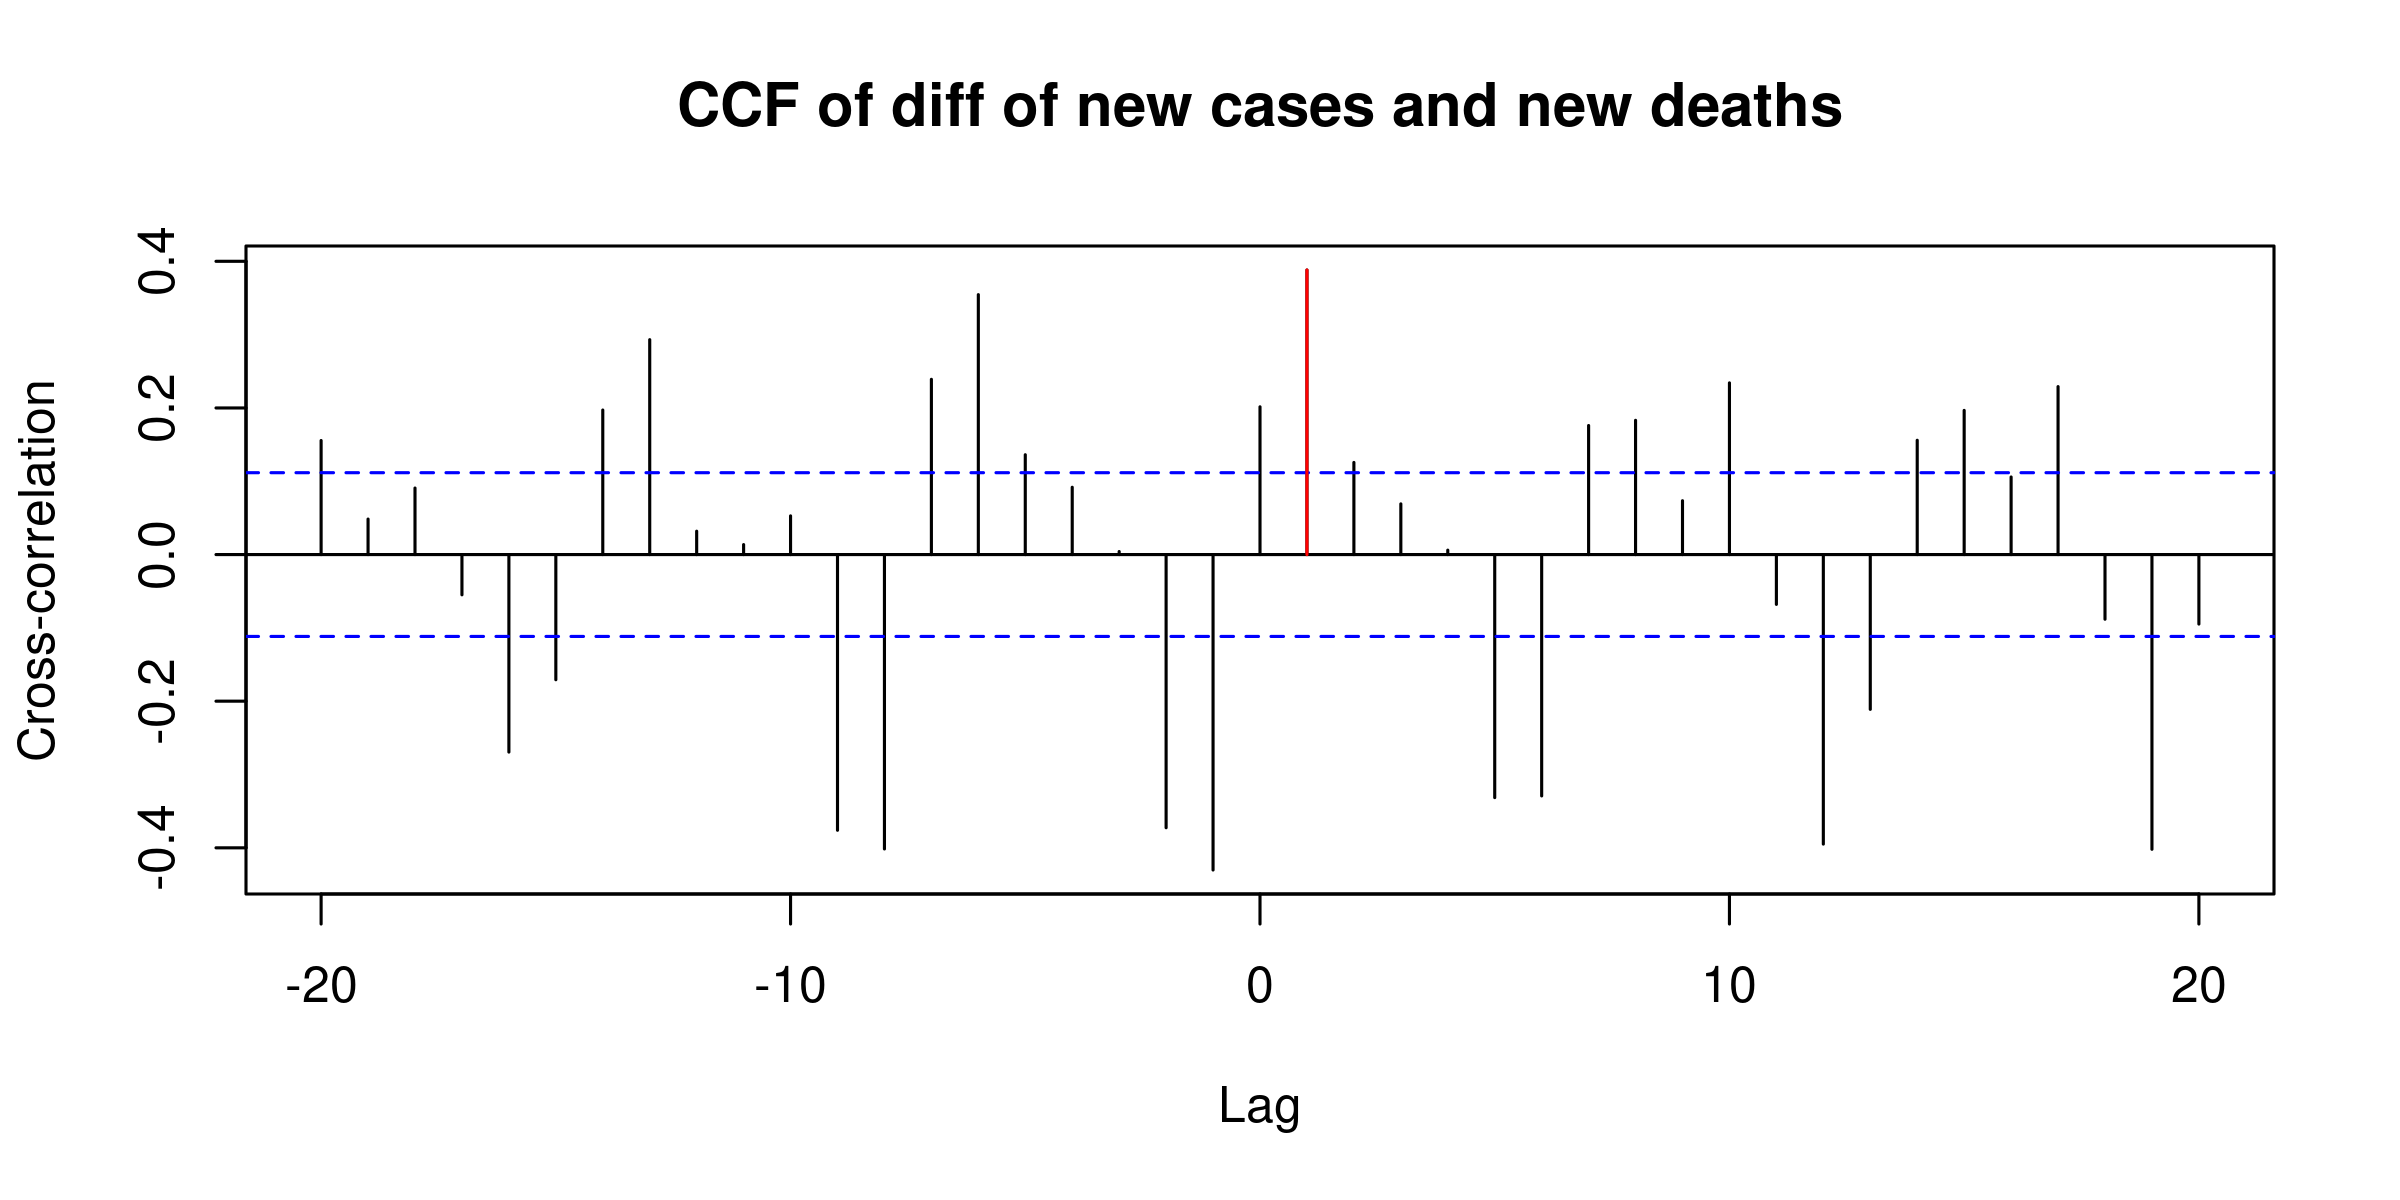 CCF of diff of new cases and new deaths
Cross-correlation
0.4
0.2
0.0
-0.2
-0.4
-20 -10 0 10 20
Lag